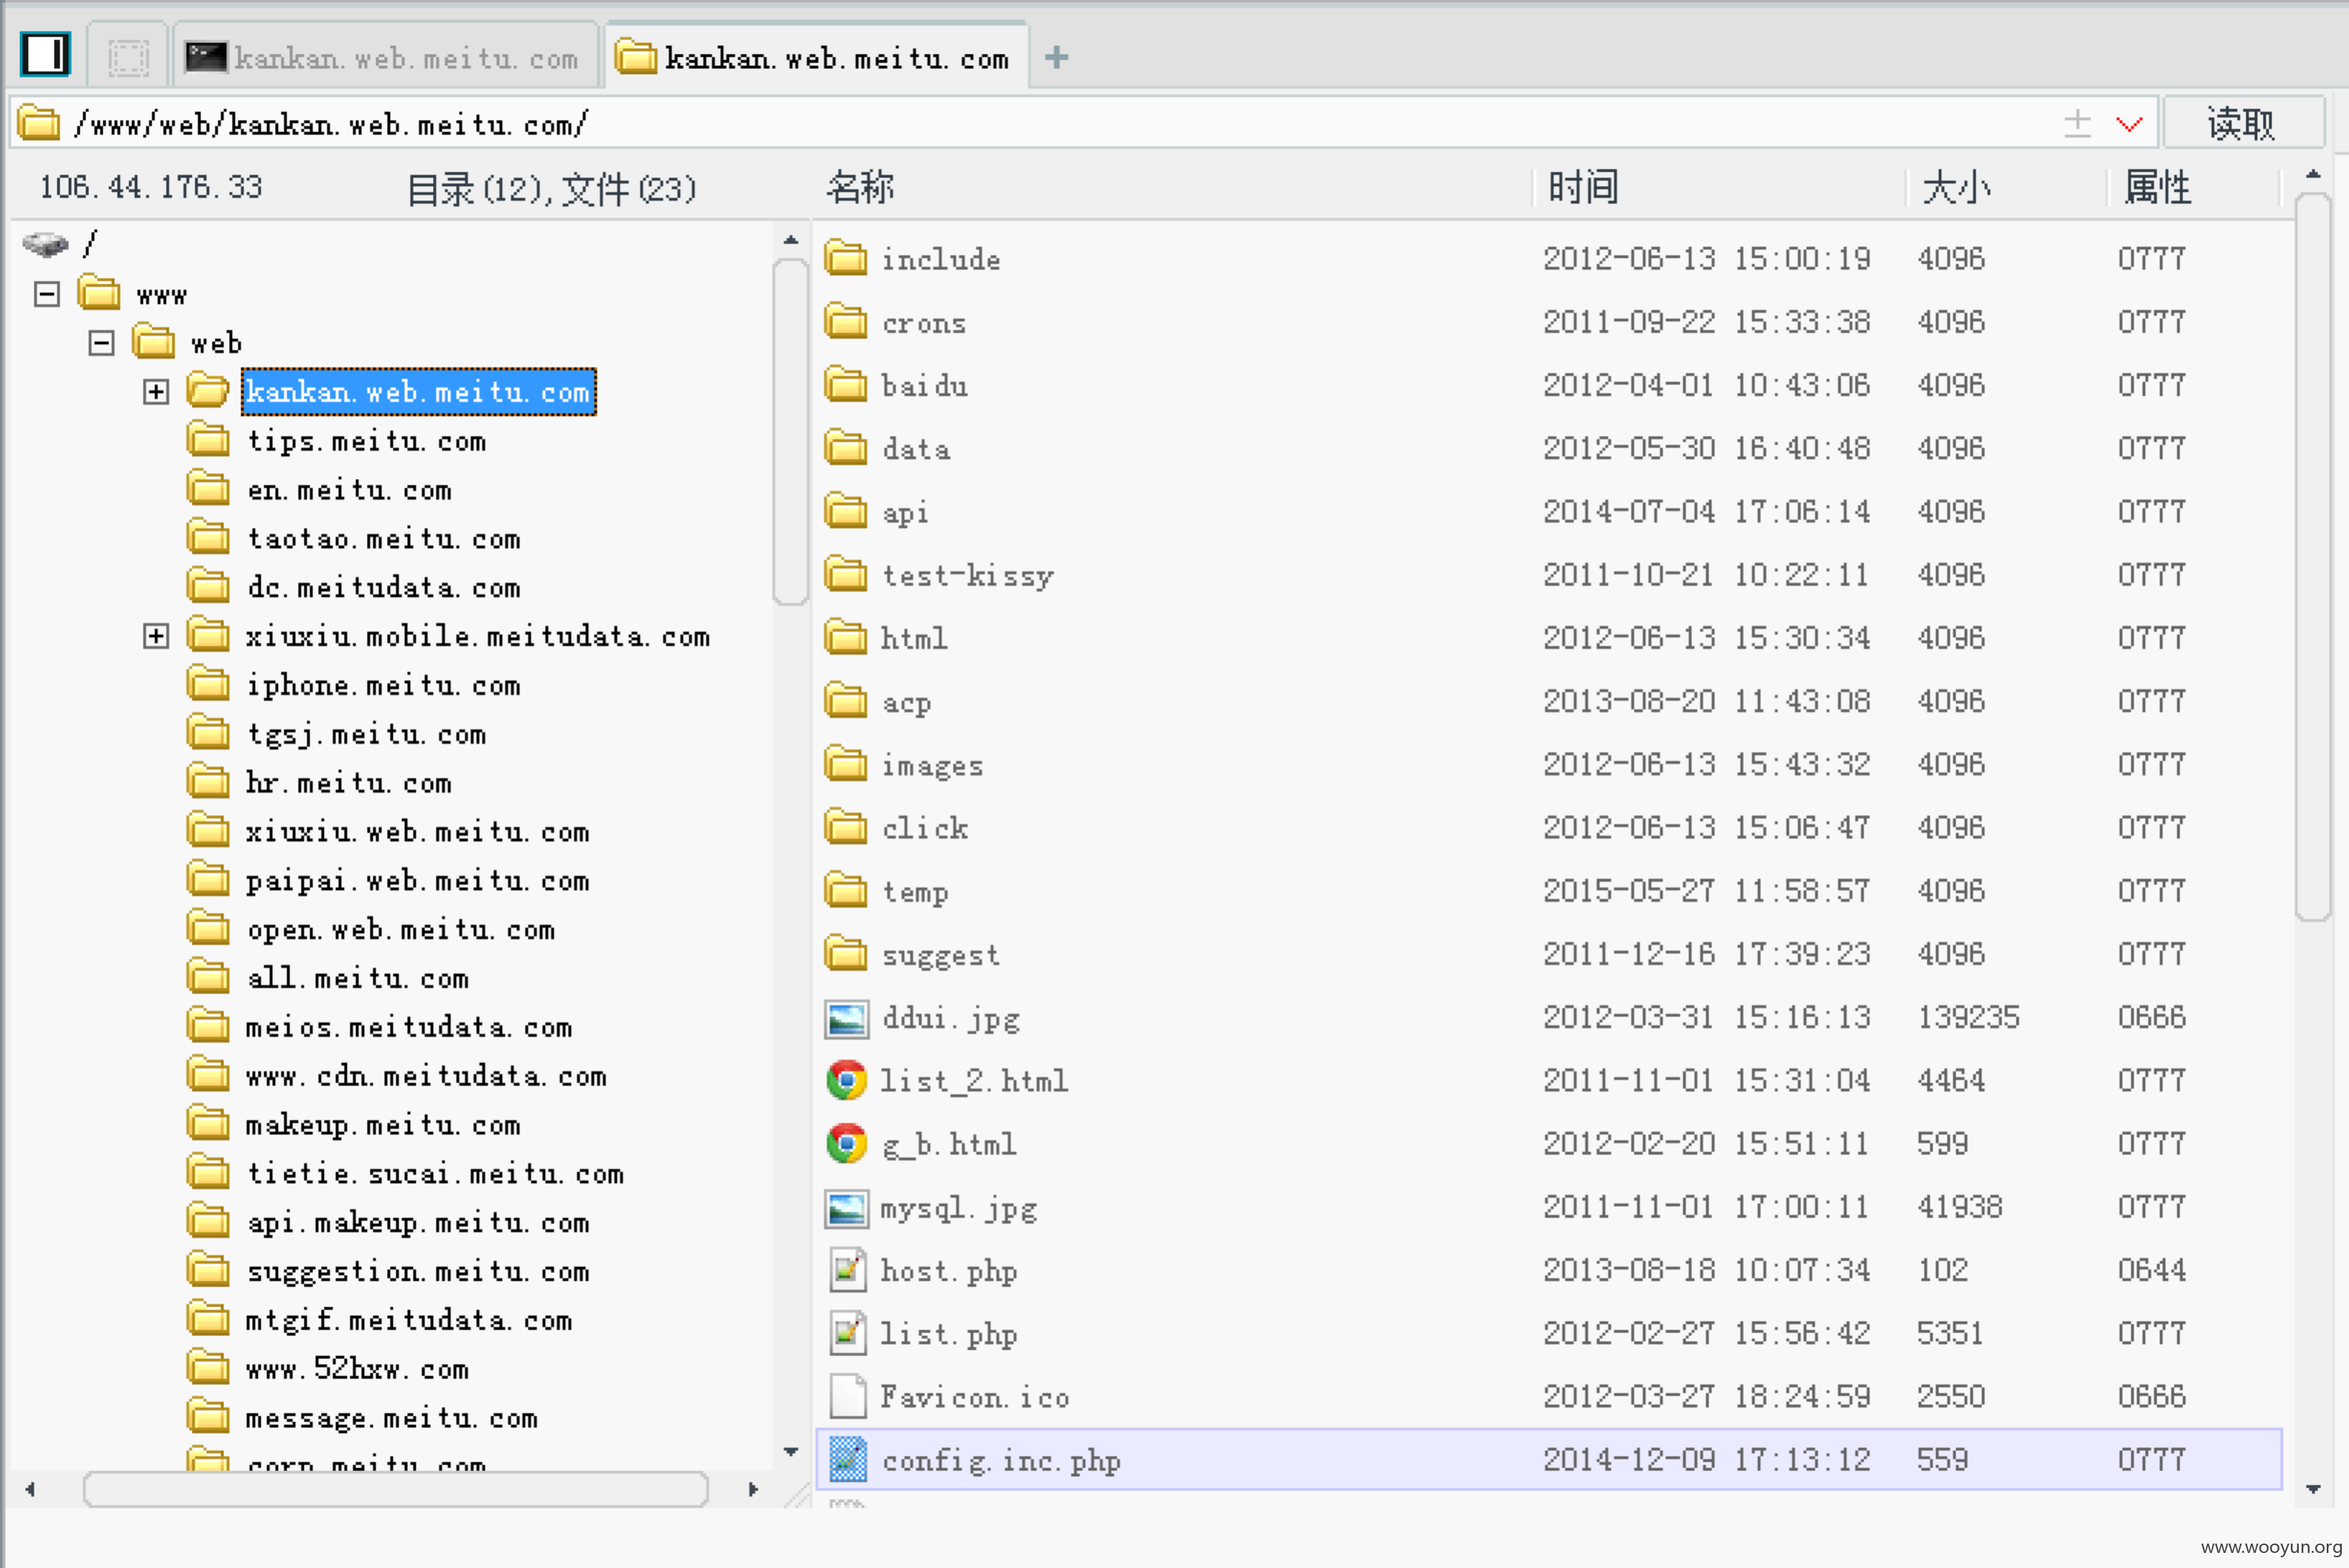 kankan.web.meitu.com kankan.web.meitu.com +
/www/web/kankan.web.meitu.com/ 读取
106.44.176.33 目录(12),文件(23) 名称 时间 大小 属性
/
www
web
kankan.web.meitu.com
tips.meitu.com
en.meitu.com
taotao.meitu.com
dc.meitudata.com
xiuxiu.mobile.meitudata.com
iphone.meitu.com
tgsj.meitu.com
hr.meitu.com
xiuxiu.web.meitu.com
paipai.web.meitu.com
open.web.meitu.com
all.meitu.com
meios.meitudata.com
www.cdn.meitudata.com
makeup.meitu.com
tietie.sucai.meitu.com
api.makeup.meitu.com
suggestion.meitu.com
mtgif.meitudata.com
www.52hxw.com
message.meitu.com
corp.meitu.com
include 2012-06-13 15:00:19 4096 0777
crons 2011-09-22 15:33:38 4096 0777
baidu 2012-04-01 10:43:06 4096 0777
data 2012-05-30 16:40:48 4096 0777
api 2014-07-04 17:06:14 4096 0777
test-kissy 2011-10-21 10:22:11 4096 0777
html 2012-06-13 15:30:34 4096 0777
acp 2013-08-20 11:43:08 4096 0777
images 2012-06-13 15:43:32 4096 0777
click 2012-06-13 15:06:47 4096 0777
temp 2015-05-27 11:58:57 4096 0777
suggest 2011-12-16 17:39:23 4096 0777
ddui.jpg 2012-03-31 15:16:13 139235 0666
list_2.html 2011-11-01 15:31:04 4464 0777
g_b.html 2012-02-20 15:51:11 599 0777
mysql.jpg 2011-11-01 17:00:11 41938 0777
host.php 2013-08-18 10:07:34 102 0644
list.php 2012-02-27 15:56:42 5351 0777
Favicon.ico 2012-03-27 18:24:59 2550 0666
config.inc.php 2014-12-09 17:13:12 559 0777
www.wooyun.org